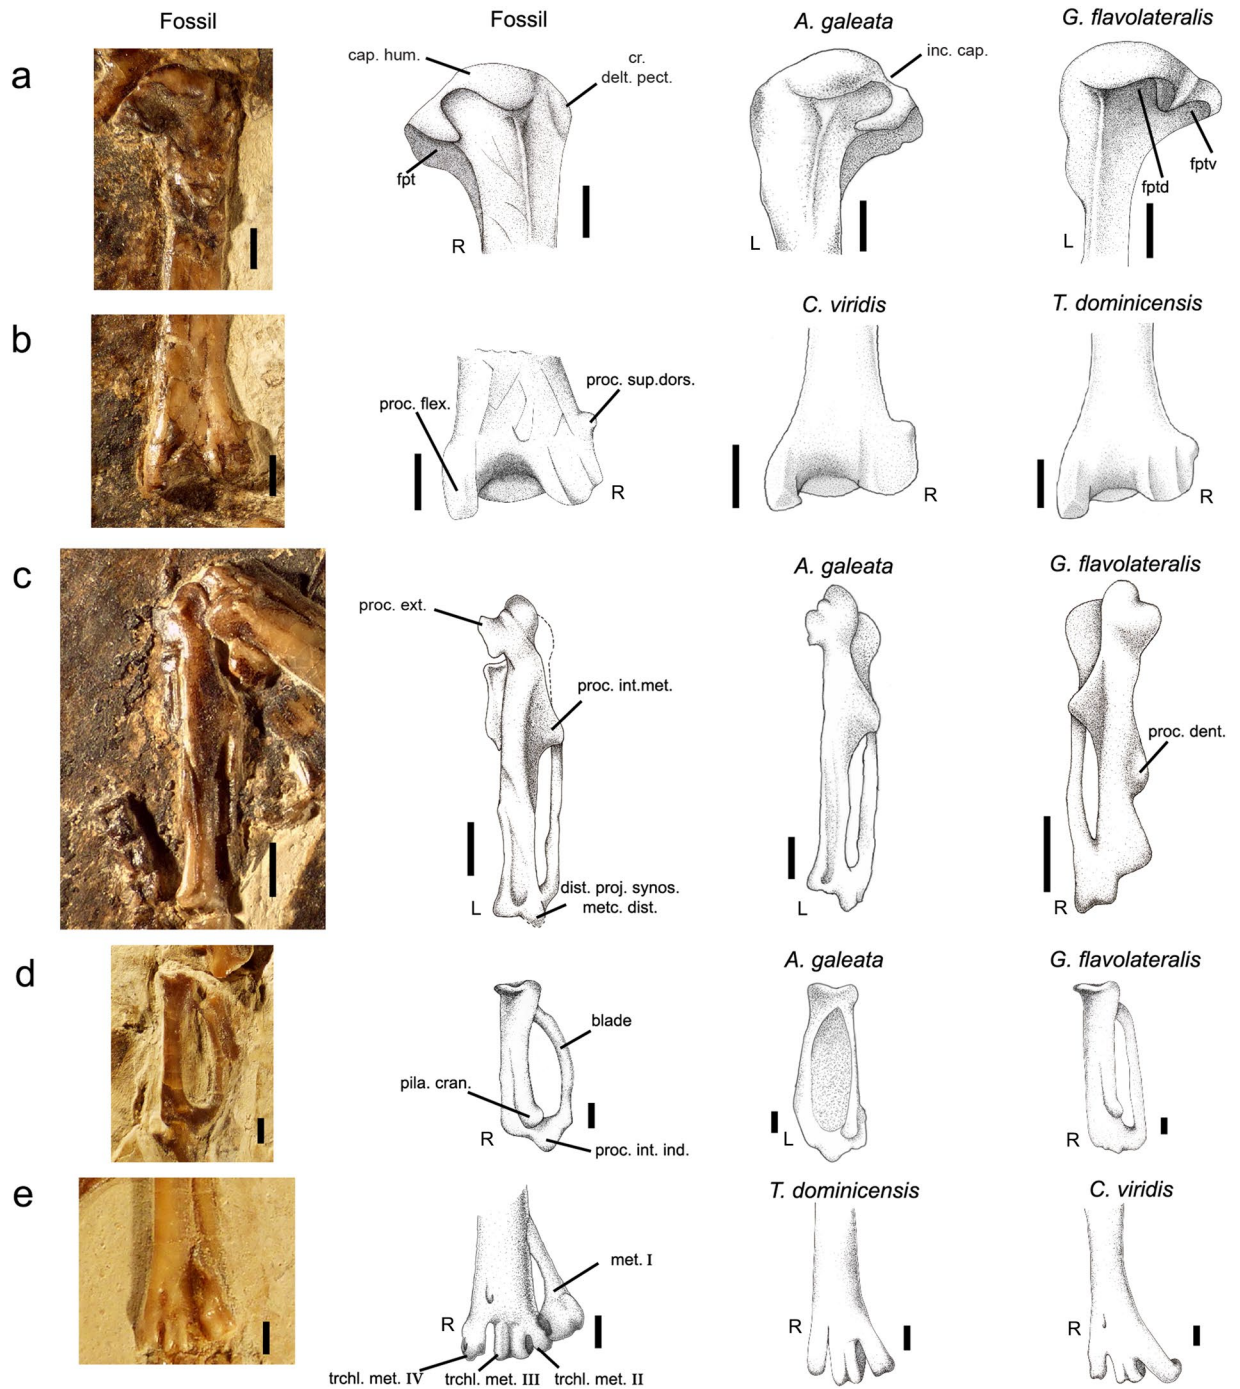 Fossil
Fossil
A. galeata
G. flavolateralis
a
cap. hum.
cr.
delt. pect.
inc. cap.
fpt
fptv
fptd
R
L
L
C. viridis
T. dominicensis
b
proc. sup.dors.
proc. flex.
R
R
R
A. galeata
G. flavolateralis
c
proc. ext.
proc. int.met.
proc. dent.
dist. proj. synos.
metc. dist.
L
L
R
A. galeata
G. flavolateralis
d
blade
pila. cran.
proc. int. ind.
R
L
R
T. dominicensis
C. viridis
e
met. I
R
R
R
trchl. met. IV
trchl. met. III
trchl. met. II